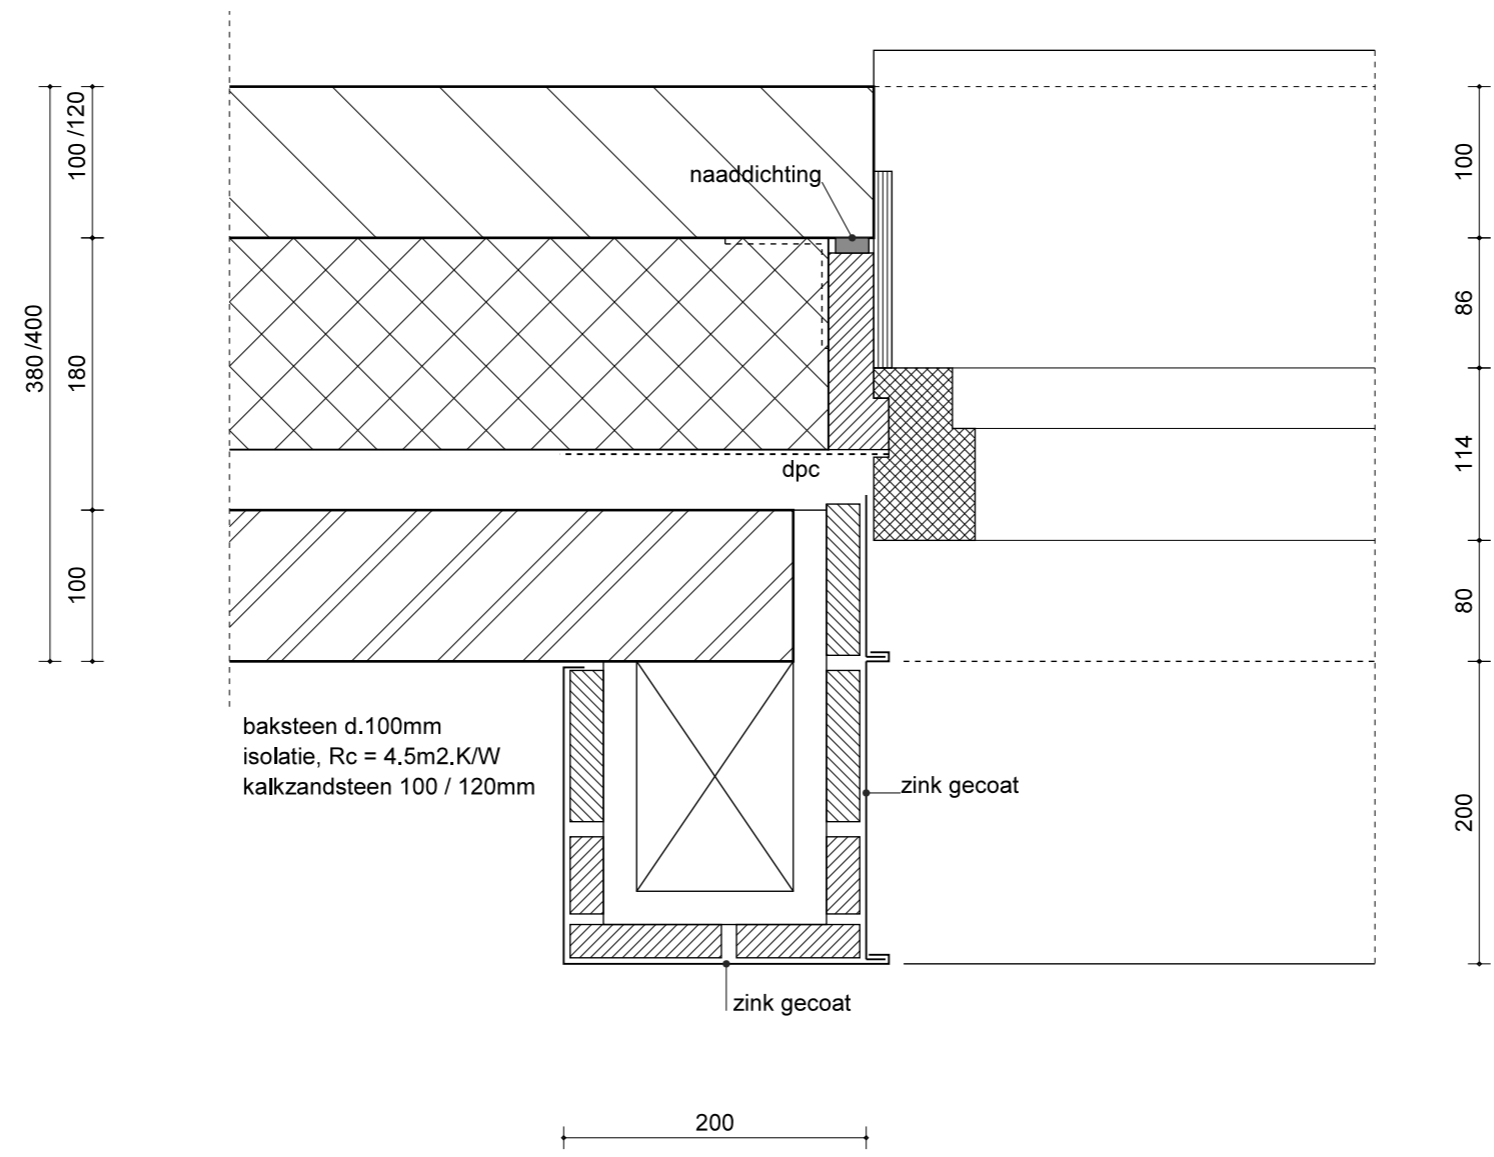 100 /120
100
naaddichting
86
380 /400
180
114
dpc
100
80
baksteen d.100mm
isolatie, Rc = 4.5m2.K/W
kalkzandsteen 100 / 120mm
zink gecoat
200
zink gecoat
200